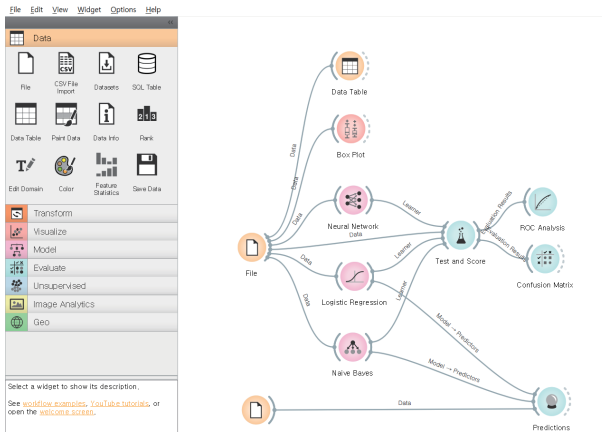 File Edit View Widget Options Help
Data
File
CSV File Import
Datasets
SQL Table
Data Table
Paint Data
Data Info
Rank
Edit Domain
Color
Feature Statistics
Save Data
Transform
Visualize
Model
Evaluate
Unsupervised
Image Analytics
Geo
Select a widget to show its description.
See workflow examples, YouTube tutorials, or
open the welcome screen.
Data Table
Data
Box Plot
Data
Neural Network
Data
Learner
Data
Evaluation Results
ROC Analysis
File
Test and Score
Evaluation Results
Confusion Matrix
Data
Learner
Logistic Regression
Data
Learner
Model → Predictors
Naive Bayes
Model → Predictors
Data
Predictions